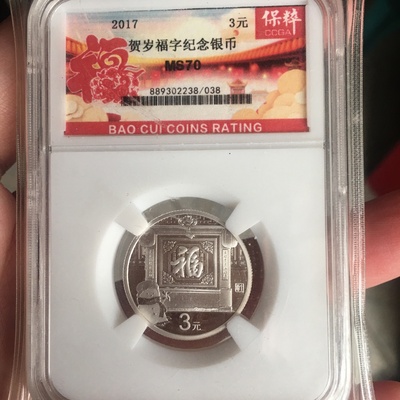 2017 3元 保粹
CCGA
贺岁福字纪念银币
MS70
889302238/038
BAO CUI COINS RATING
福
3元